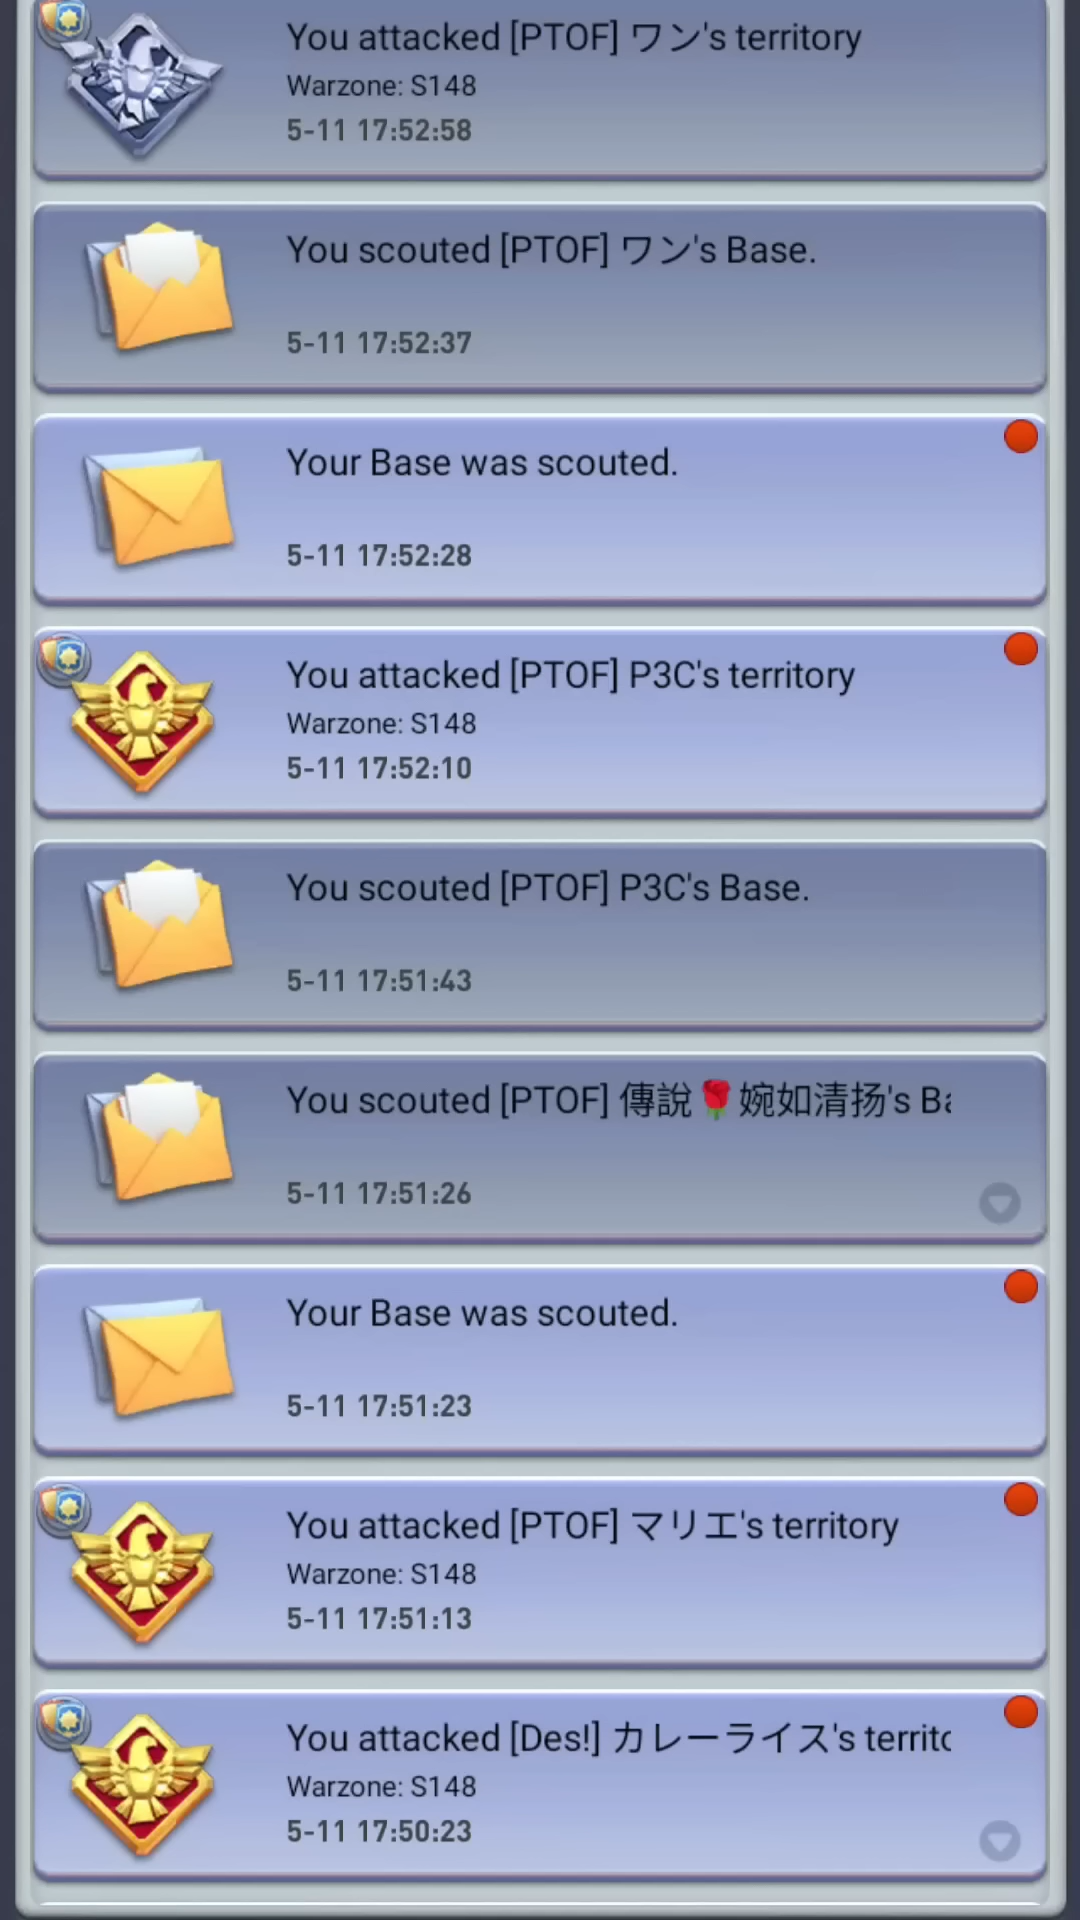 You attacked [PTOF] ワン's territory
Warzone: S148
5-11 17:52:58
You scouted [PTOF] ワン's Base.
5-11 17:52:37
Your Base was scouted.
5-11 17:52:28
You attacked [PTOF] P3C's territory
Warzone: S148
5-11 17:52:10
You scouted [PTOF] P3C's Base.
5-11 17:51:43
You scouted [PTOF] 傳說🌹婉如清扬's Ba
5-11 17:51:26
Your Base was scouted.
5-11 17:51:23
You attacked [PTOF] マリエ's territory
Warzone: S148
5-11 17:51:13
You attacked [Des!] カレーライス's territo
Warzone: S148
5-11 17:50:23